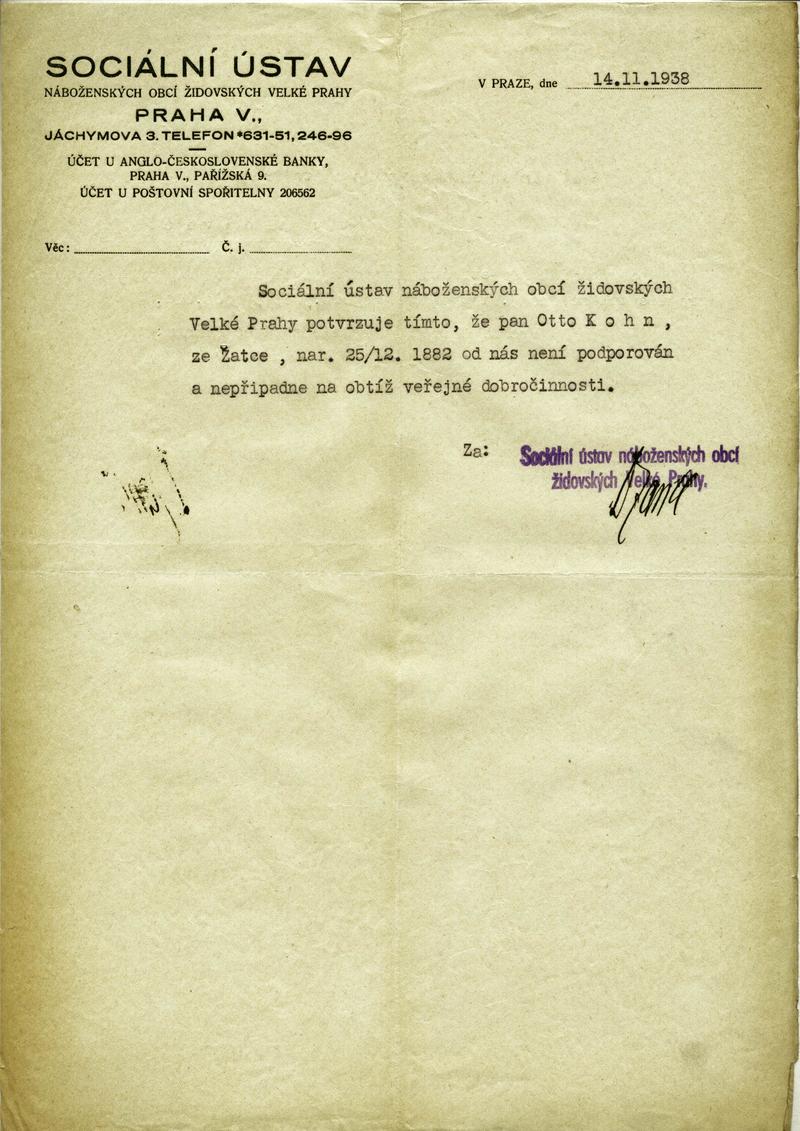 SOCIÁLNÍ ÚSTAV
NÁBOŽENSKÝCH OBCÍ ŽIDOVSKÝCH VELKÉ PRAHY
PRAHA V.,
JÁCHYMOVA 3. TELEFON *631-51, 246-96
ÚČET U ANGLO-ČESKOSLOVENSKÉ BANKY,
PRAHA V., PAŘÍŽSKÁ 9.
ÚČET U POŠTOVNÍ SPOŘITELNY 206562
V PRAZE, dne 14.11.1938
Věc: Č. j.
Sociální ústav náboženských obcí židovských
Velké Prahy potvrzuje tímto, že pan Otto K o h n ,
ze Žatce , nar. 25/12. 1882 od nás není podporován
a nepřipadne na obtíž veřejné dobročinnosti.
Za:
Sociální ústav náboženských obcí
židovských Velké Prahy.